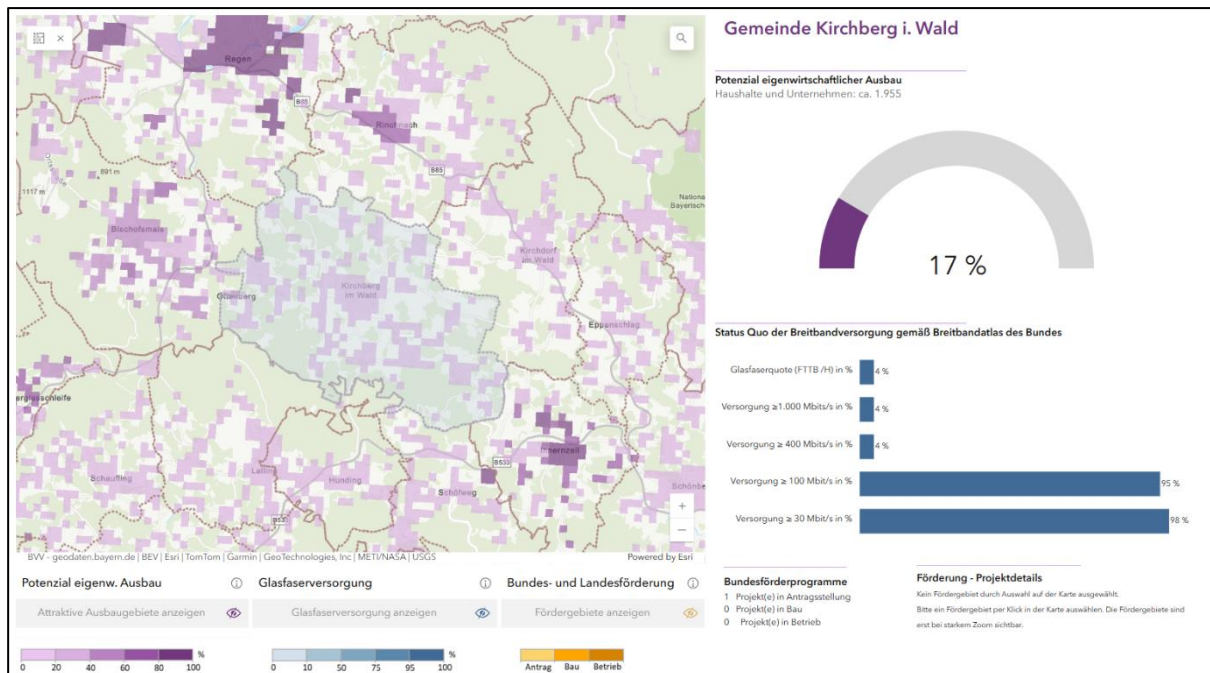 Regen
B85
Rinchnach
B85
891 m
1117 m
Nationa
Bayerischer
Bischofsmais
Kirchdorf
im Wald
Kirchberg
im Wald
Eppenschlag
Innernzell
B533
Schaufling
Lalling
Hunding
Schöfweg
Schönbe
B533
BVV - geodaten.bayern.de | BEV | Esri | TomTom | Garmin | GeoTechnologies, Inc | METI/NASA | USGS
Powered by Esri
Potenzial eigenw. Ausbau
Attraktive Ausbaugebiete anzeigen
%
0 20 40 60 80 100
Glasfaserversorgung
Glasfaserversorgung anzeigen
%
0 10 50 75 95 100
Bundes- und Landesförderung
Fördergebiete anzeigen
Antrag Bau Betrieb
Gemeinde Kirchberg i. Wald
Potenzial eigenwirtschaftlicher Ausbau
Haushalte und Unternehmen: ca. 1.955
17 %
Status Quo der Breitbandversorgung gemäß Breitbandatlas des Bundes
Glasfaserquote (FTTB /H) in % 4 %
Versorgung ≥1.000 Mbits/s in % 4 %
Versorgung ≥ 400 Mbits/s in % 4 %
Versorgung ≥ 100 Mbit/s in % 95 %
Versorgung ≥ 30 Mbit/s in % 98 %
Bundesförderprogramme
1 Projekt(e) in Antragsstellung
0 Projekt(e) in Bau
0 Projekt(e) in Betrieb
Förderung - Projektdetails
Kein Fördergebiet durch Auswahl auf der Karte ausgewählt.
Bitte ein Fördergebiet per Klick in der Karte auswählen. Die Fördergebiete sind
erst bei starkem Zoom sichtbar.